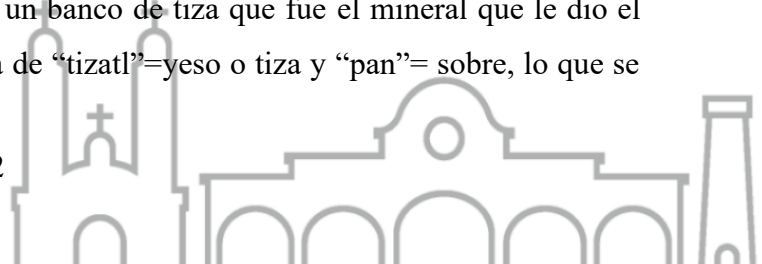 un banco de tiza que fue el mineral que le dio el
de “tizatl”=yeso o tiza y “pan”= sobre, lo que se